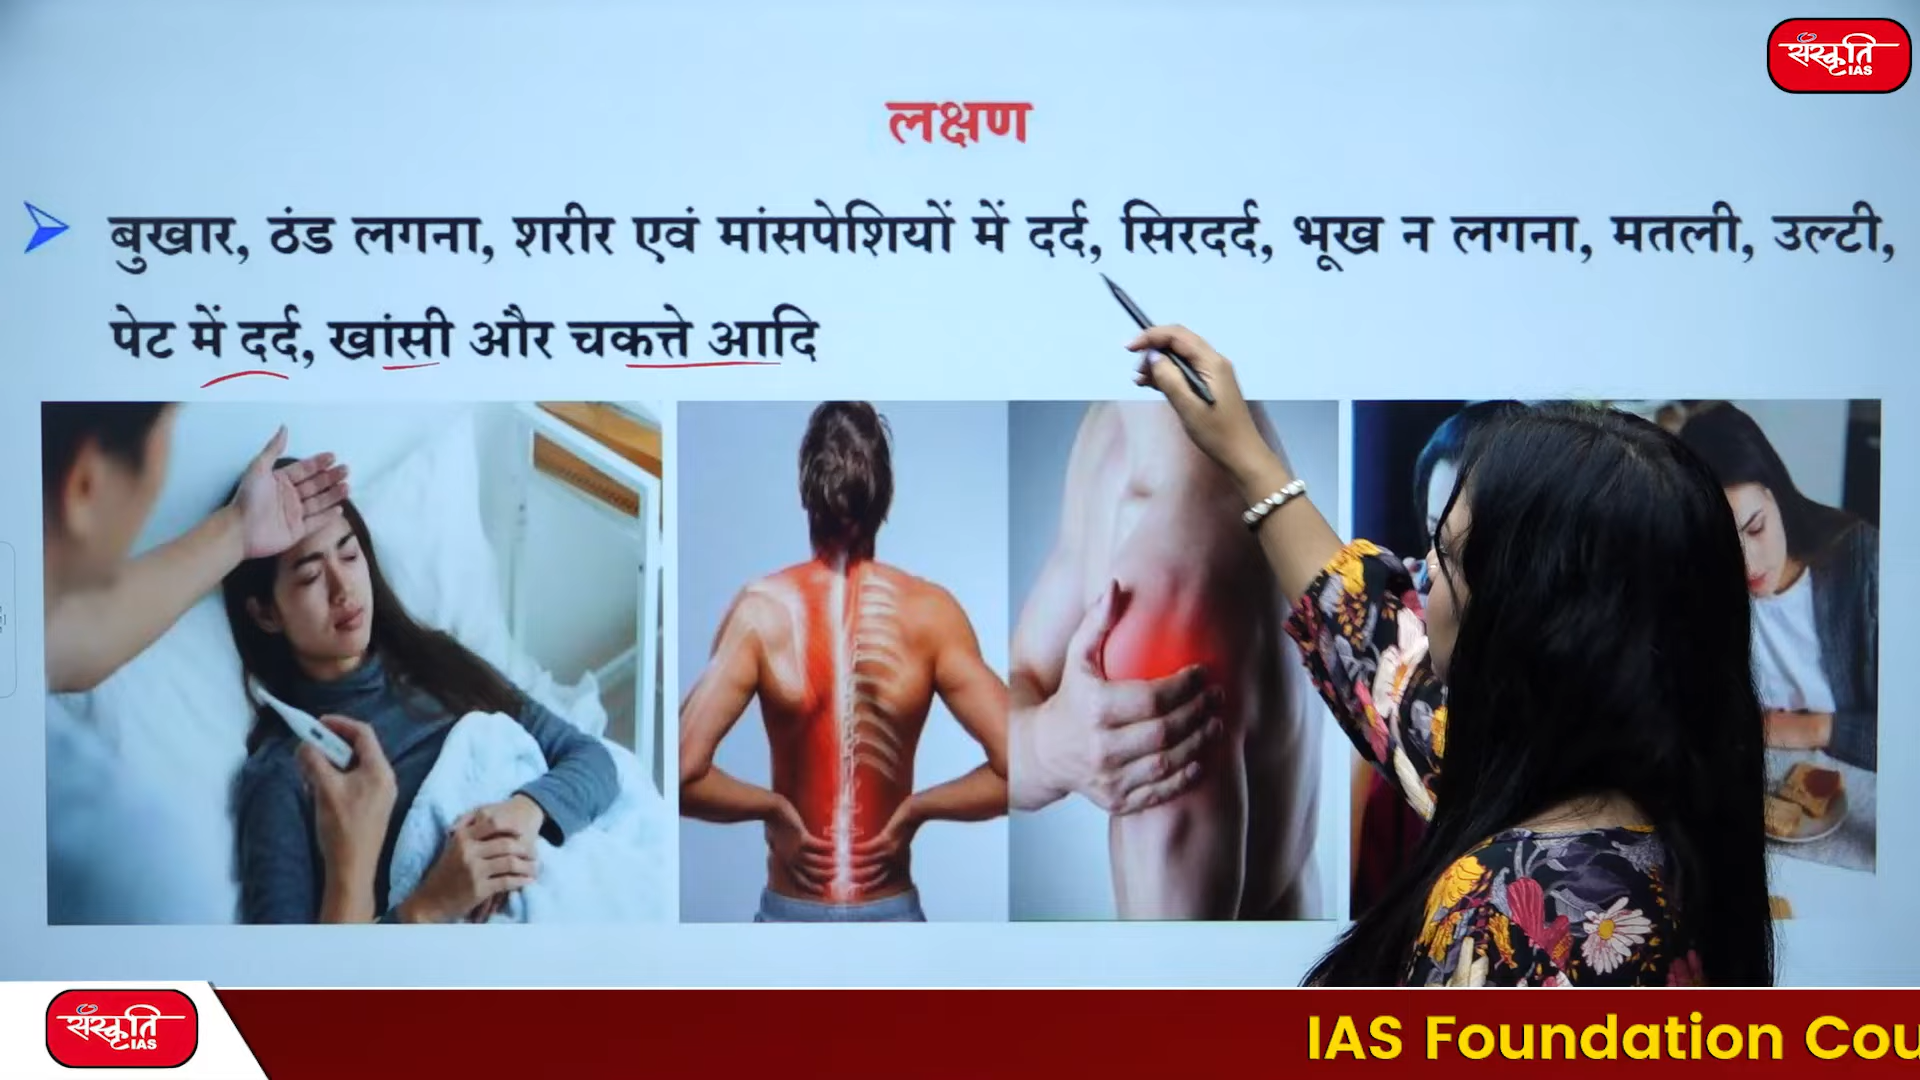 संस्कृति
IAS
लक्षण
बुखार, ठंड लगना, शरीर एवं मांसपेशियों में दर्द, सिरदर्द, भूख न लगना, मतली, उल्टी,
पेट में दर्द, खांसी और चकत्ते आदि
संस्कृति
IAS
IAS Foundation Cou